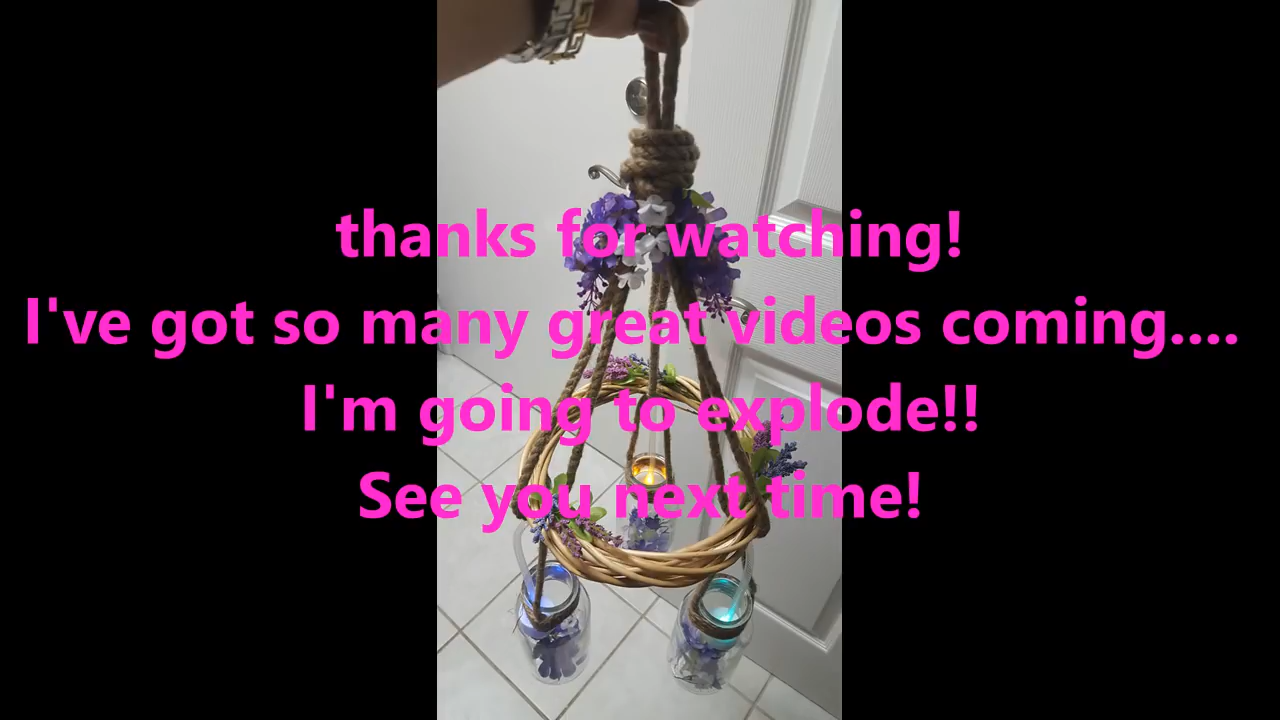 thanks for watching!
I've got so many great videos coming....
I'm going to explode!!
See you next time!